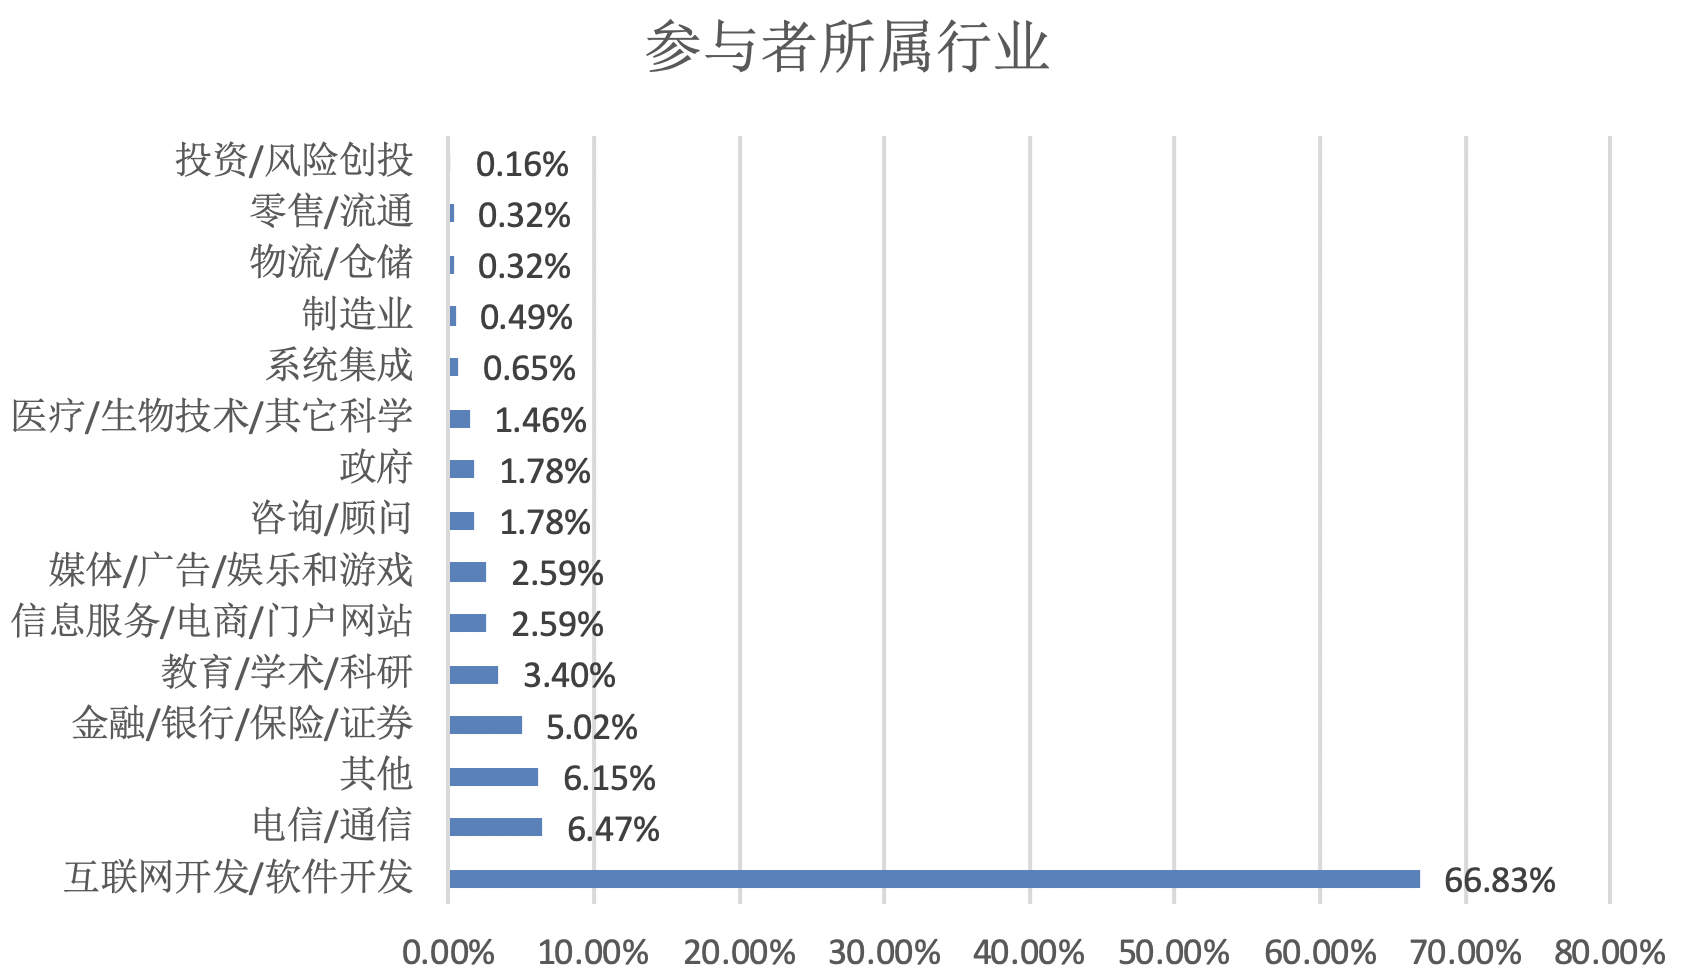 参与者所属行业
投资/风险创投 0.16%
零售/流通 0.32%
物流/仓储 0.32%
制造业 0.49%
系统集成 0.65%
医疗/生物技术/其它科学 1.46%
政府 1.78%
咨询/顾问 1.78%
媒体/广告/娱乐和游戏 2.59%
信息服务/电商/门户网站 2.59%
教育/学术/科研 3.40%
金融/银行/保险/证券 5.02%
其他 6.15%
电信/通信 6.47%
互联网开发/软件开发 66.83%
0.00% 10.00% 20.00% 30.00% 40.00% 50.00% 60.00% 70.00% 80.00%